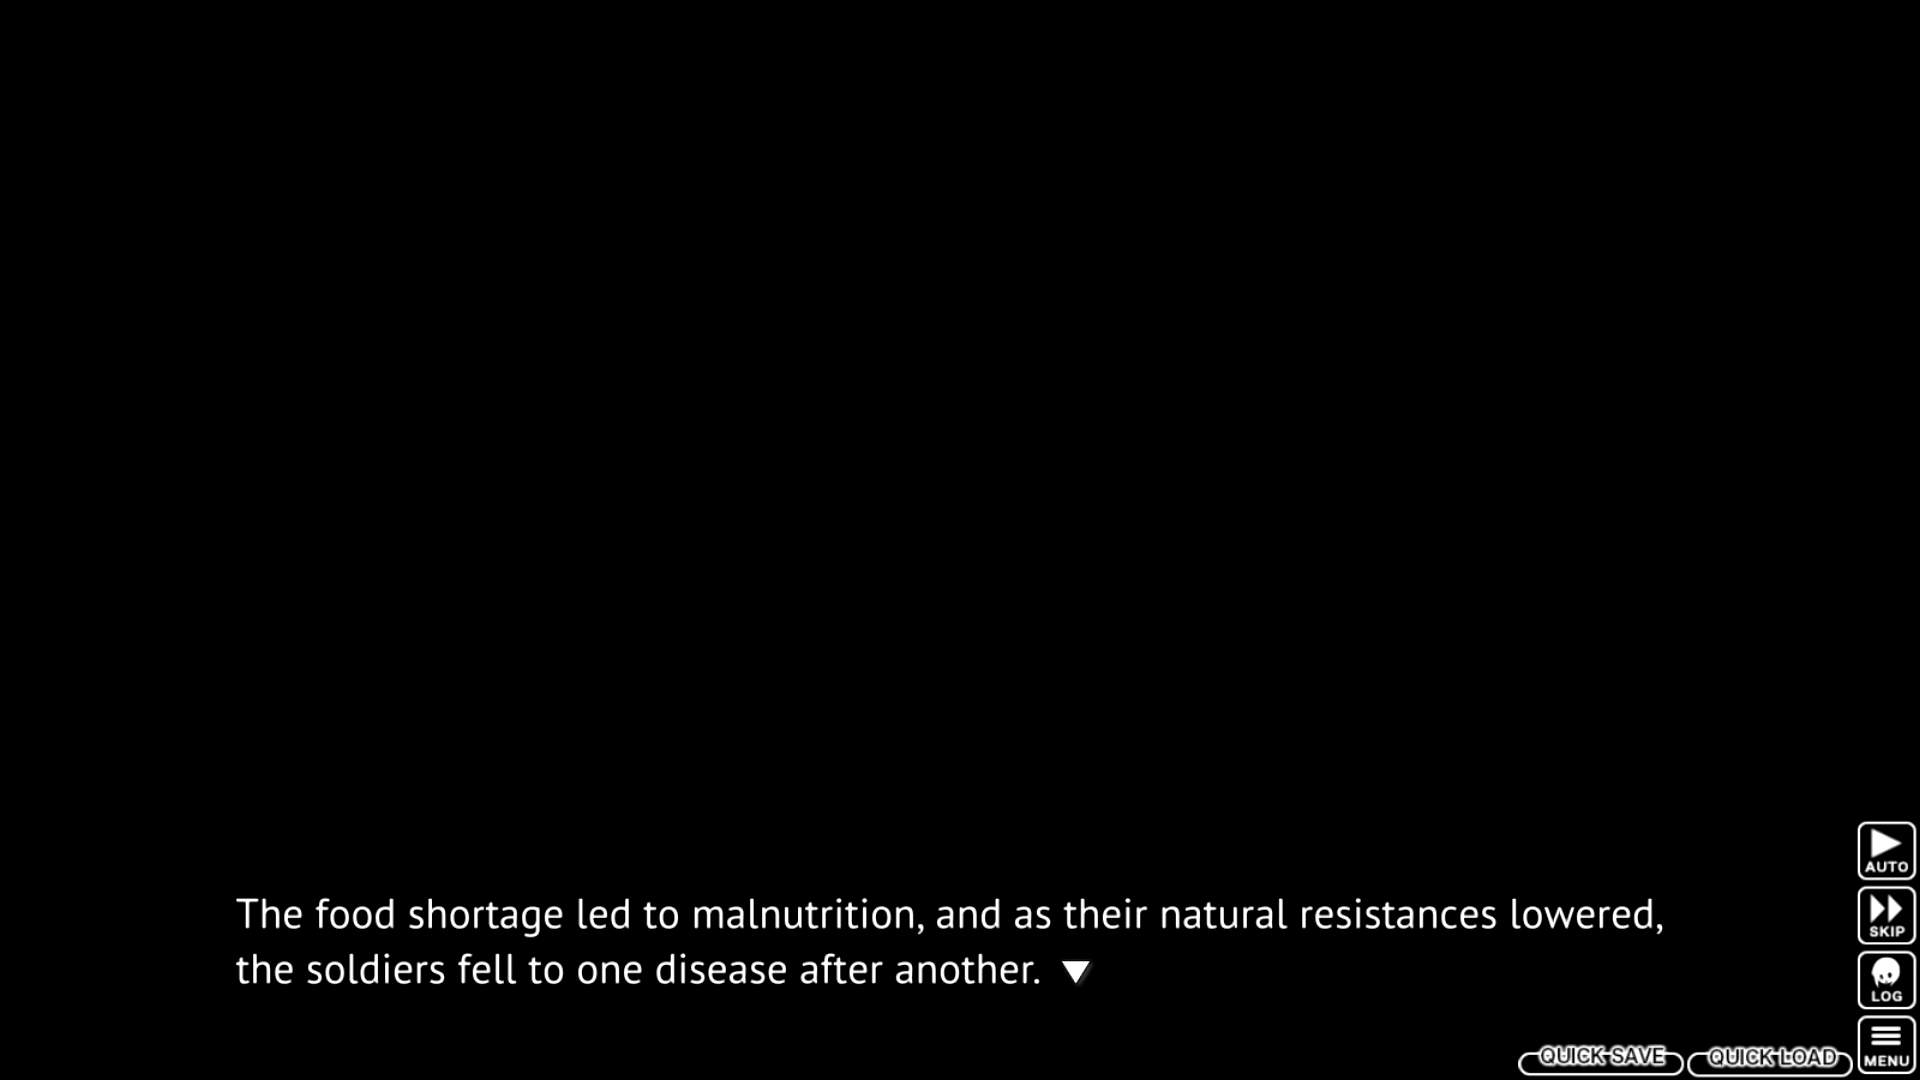 The food shortage led to malnutrition, and as their natural resistances lowered,
the soldiers fell to one disease after another.
AUTO
SKIP
LOG
MENU
QUICK SAVE
QUICK LOAD